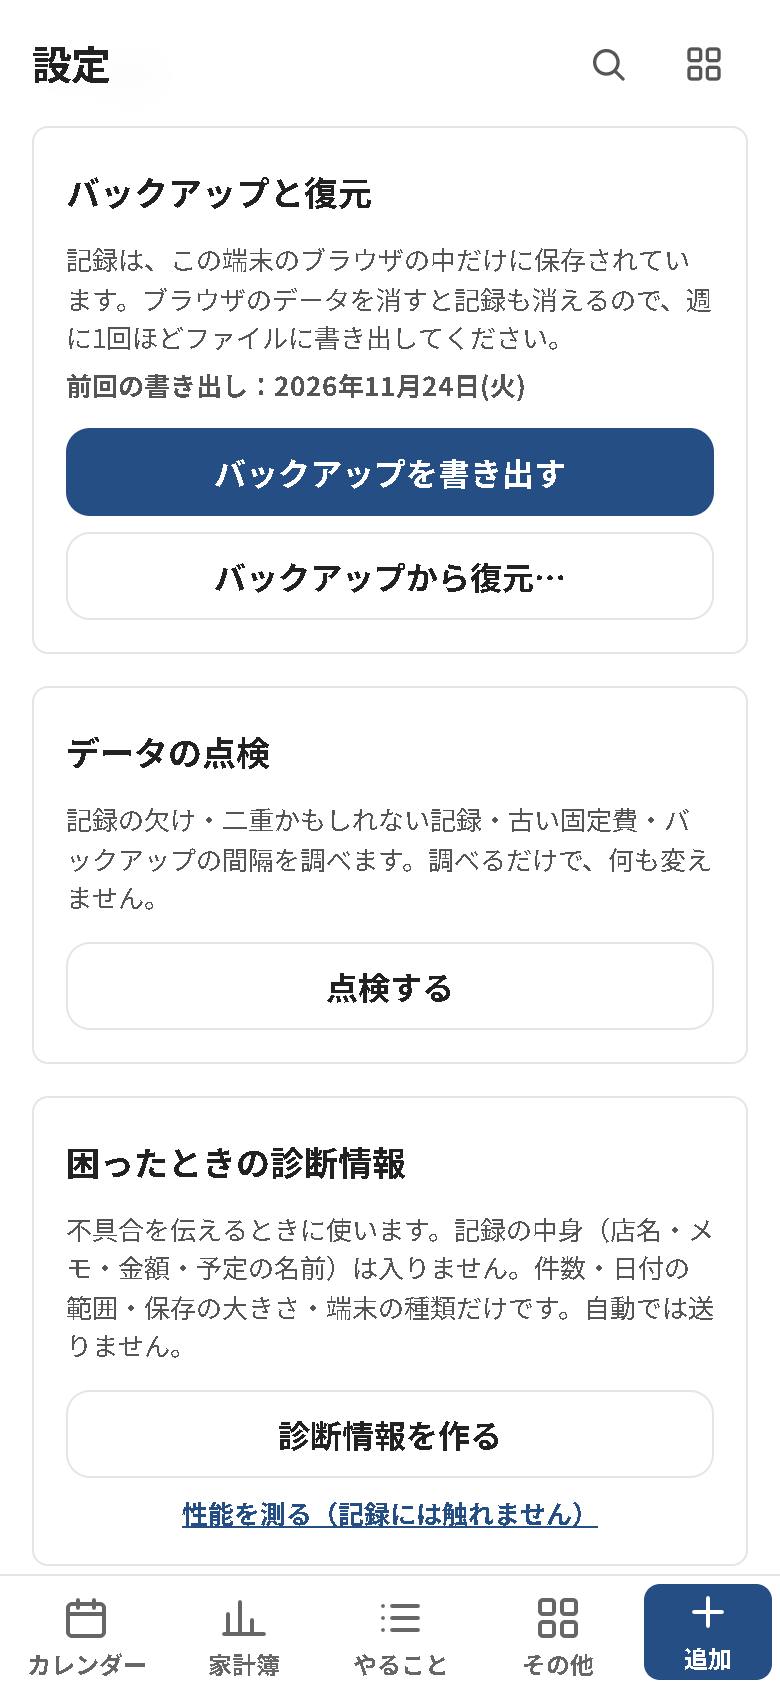 設定
バックアップと復元
記録は、この端末のブラウザの中だけに保存されてい
ます。ブラウザのデータを消すと記録も消えるので、週
に1回ほどファイルに書き出してください。
前回の書き出し：2026年11月24日(火)
バックアップを書き出す
バックアップから復元…
データの点検
記録の欠け・二重かもしれない記録・古い固定費・バ
ックアップの間隔を調べます。調べるだけで、何も変え
ません。
点検する
困ったときの診断情報
不具合を伝えるときに使います。記録の中身（店名・メ
モ・金額・予定の名前）は入りません。件数・日付の
範囲・保存の大きさ・端末の種類だけです。自動では送
りません。
診断情報を作る
性能を測る（記録には触れません）
カレンダー
家計簿
やること
その他
追加